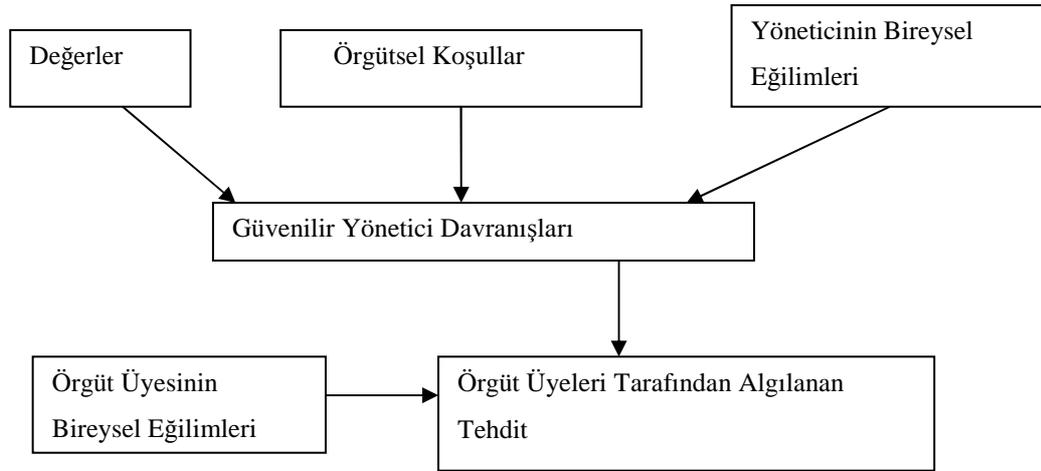 Değerler
Örgütsel Koşullar
Yöneticinin Bireysel
Eğilimleri
Güvenilir Yönetici Davranışları
Örgüt Üyesinin
Bireysel Eğilimleri
Örgüt Üyeleri Tarafından Algılanan
Tehdit